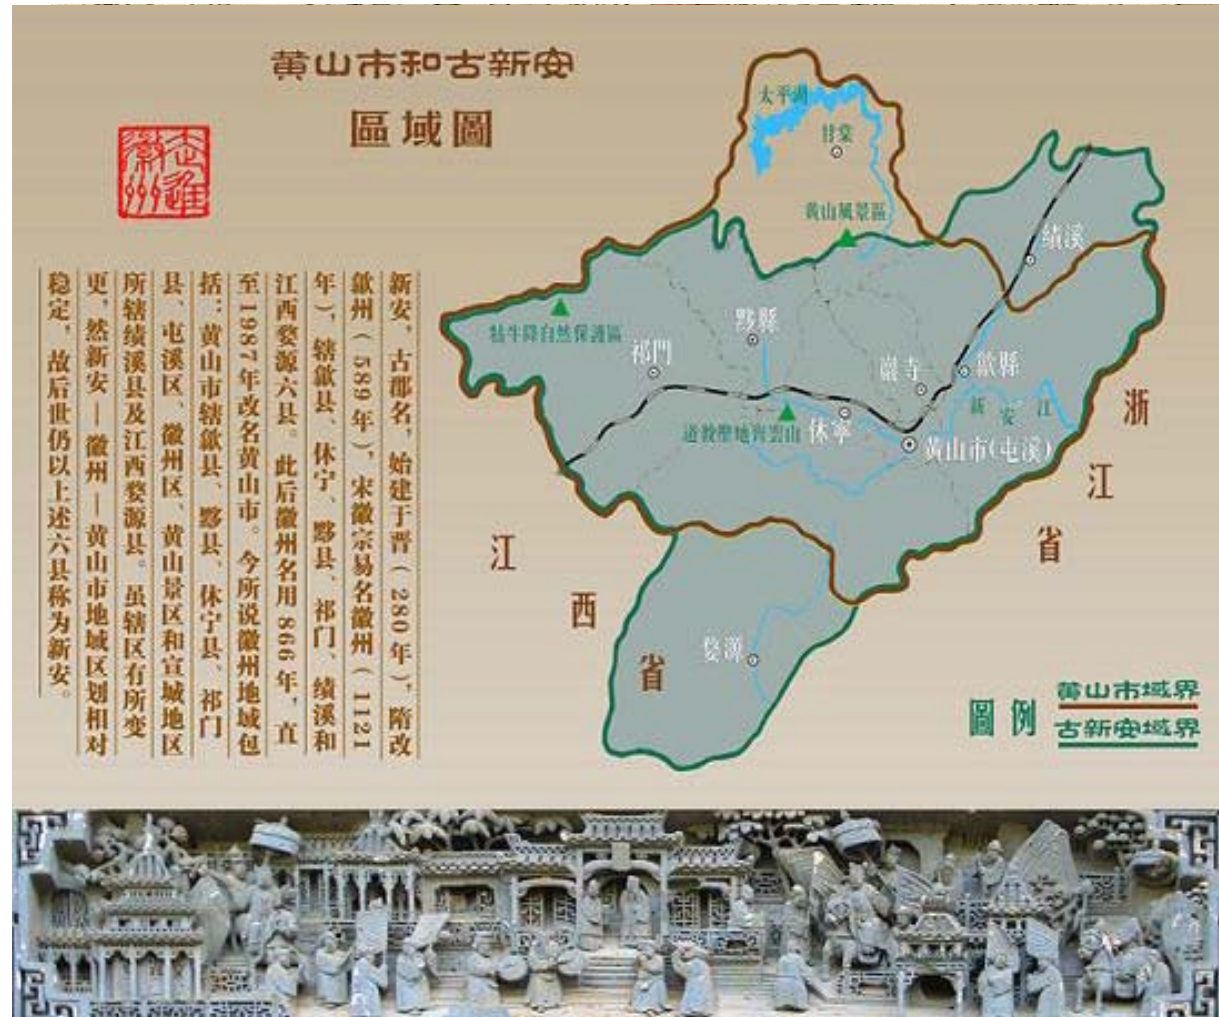 黄山市和古新安
區域圖
走進徽州
新安，古郡名，始建于晋（280年），隋改
歙州（589年），宋徽宗易名徽州（1121
年），辖歙县、休宁、黟县、祁门、绩溪和
江西婺源六县。此后徽州名用866年，直
至1987年改名黄山市。今所说徽州地域包
括：黄山市辖歙县、黟县、休宁县、祁门
县、屯溪区、徽州区、黄山景区和宣城地区
所辖绩溪县及江西婺源县。虽辖区有所变
更，然新安—徽州—黄山市地域区划相对
稳定，故后世仍以上述六县称为新安。
太平湖
甘棠
黄山風景區
績溪
牯牛降自然保護區
黟縣
祁門
巖寺
歙縣
新安江
道教聖地齊雲山
休寧
黃山市(屯溪)
浙江省
江西省
婺源
圖例
黄山市域界
古新安域界